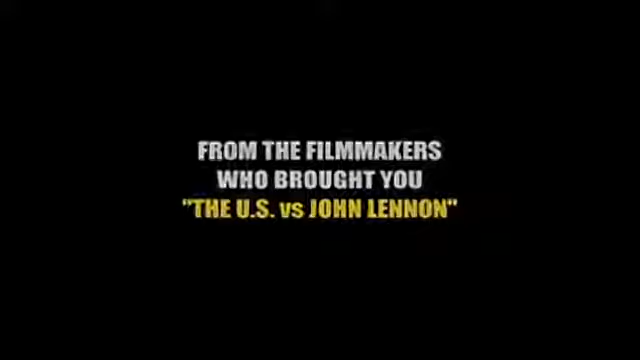 FROM THE FILMMAKERS
WHO BROUGHT YOU
"THE U.S. vs JOHN LENNON"